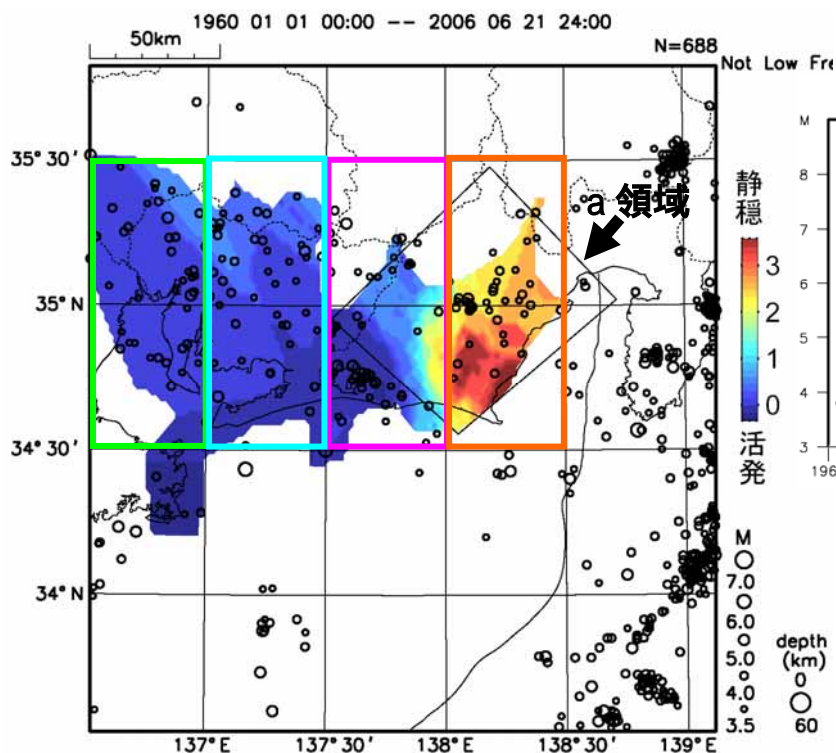 1960 01 01 00:00 -- 2006 06 21 24:00
50km
N=688
Not Low Fre
35°30′
35°N
34°30′
34°N
137°E
137°30′
138°E
138°30′
139°E
a 領域
静穏
3
2
1
0
活発
M
7.0
6.0
5.0
4.0
3.5
depth
(km)
0
60
M
9
8
7
6
5
4
196